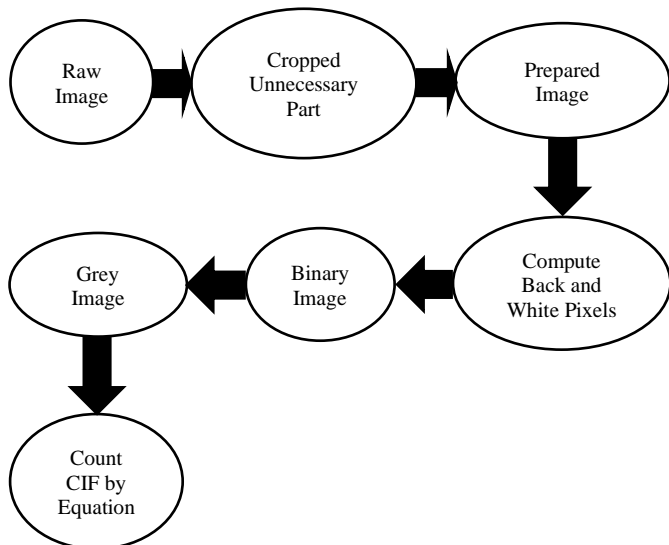 Raw
Image
Cropped
Unnecessary
Part
Prepared
Image
Compute
Back and
White Pixels
Binary
Image
Grey
Image
Count
CIF by
Equation